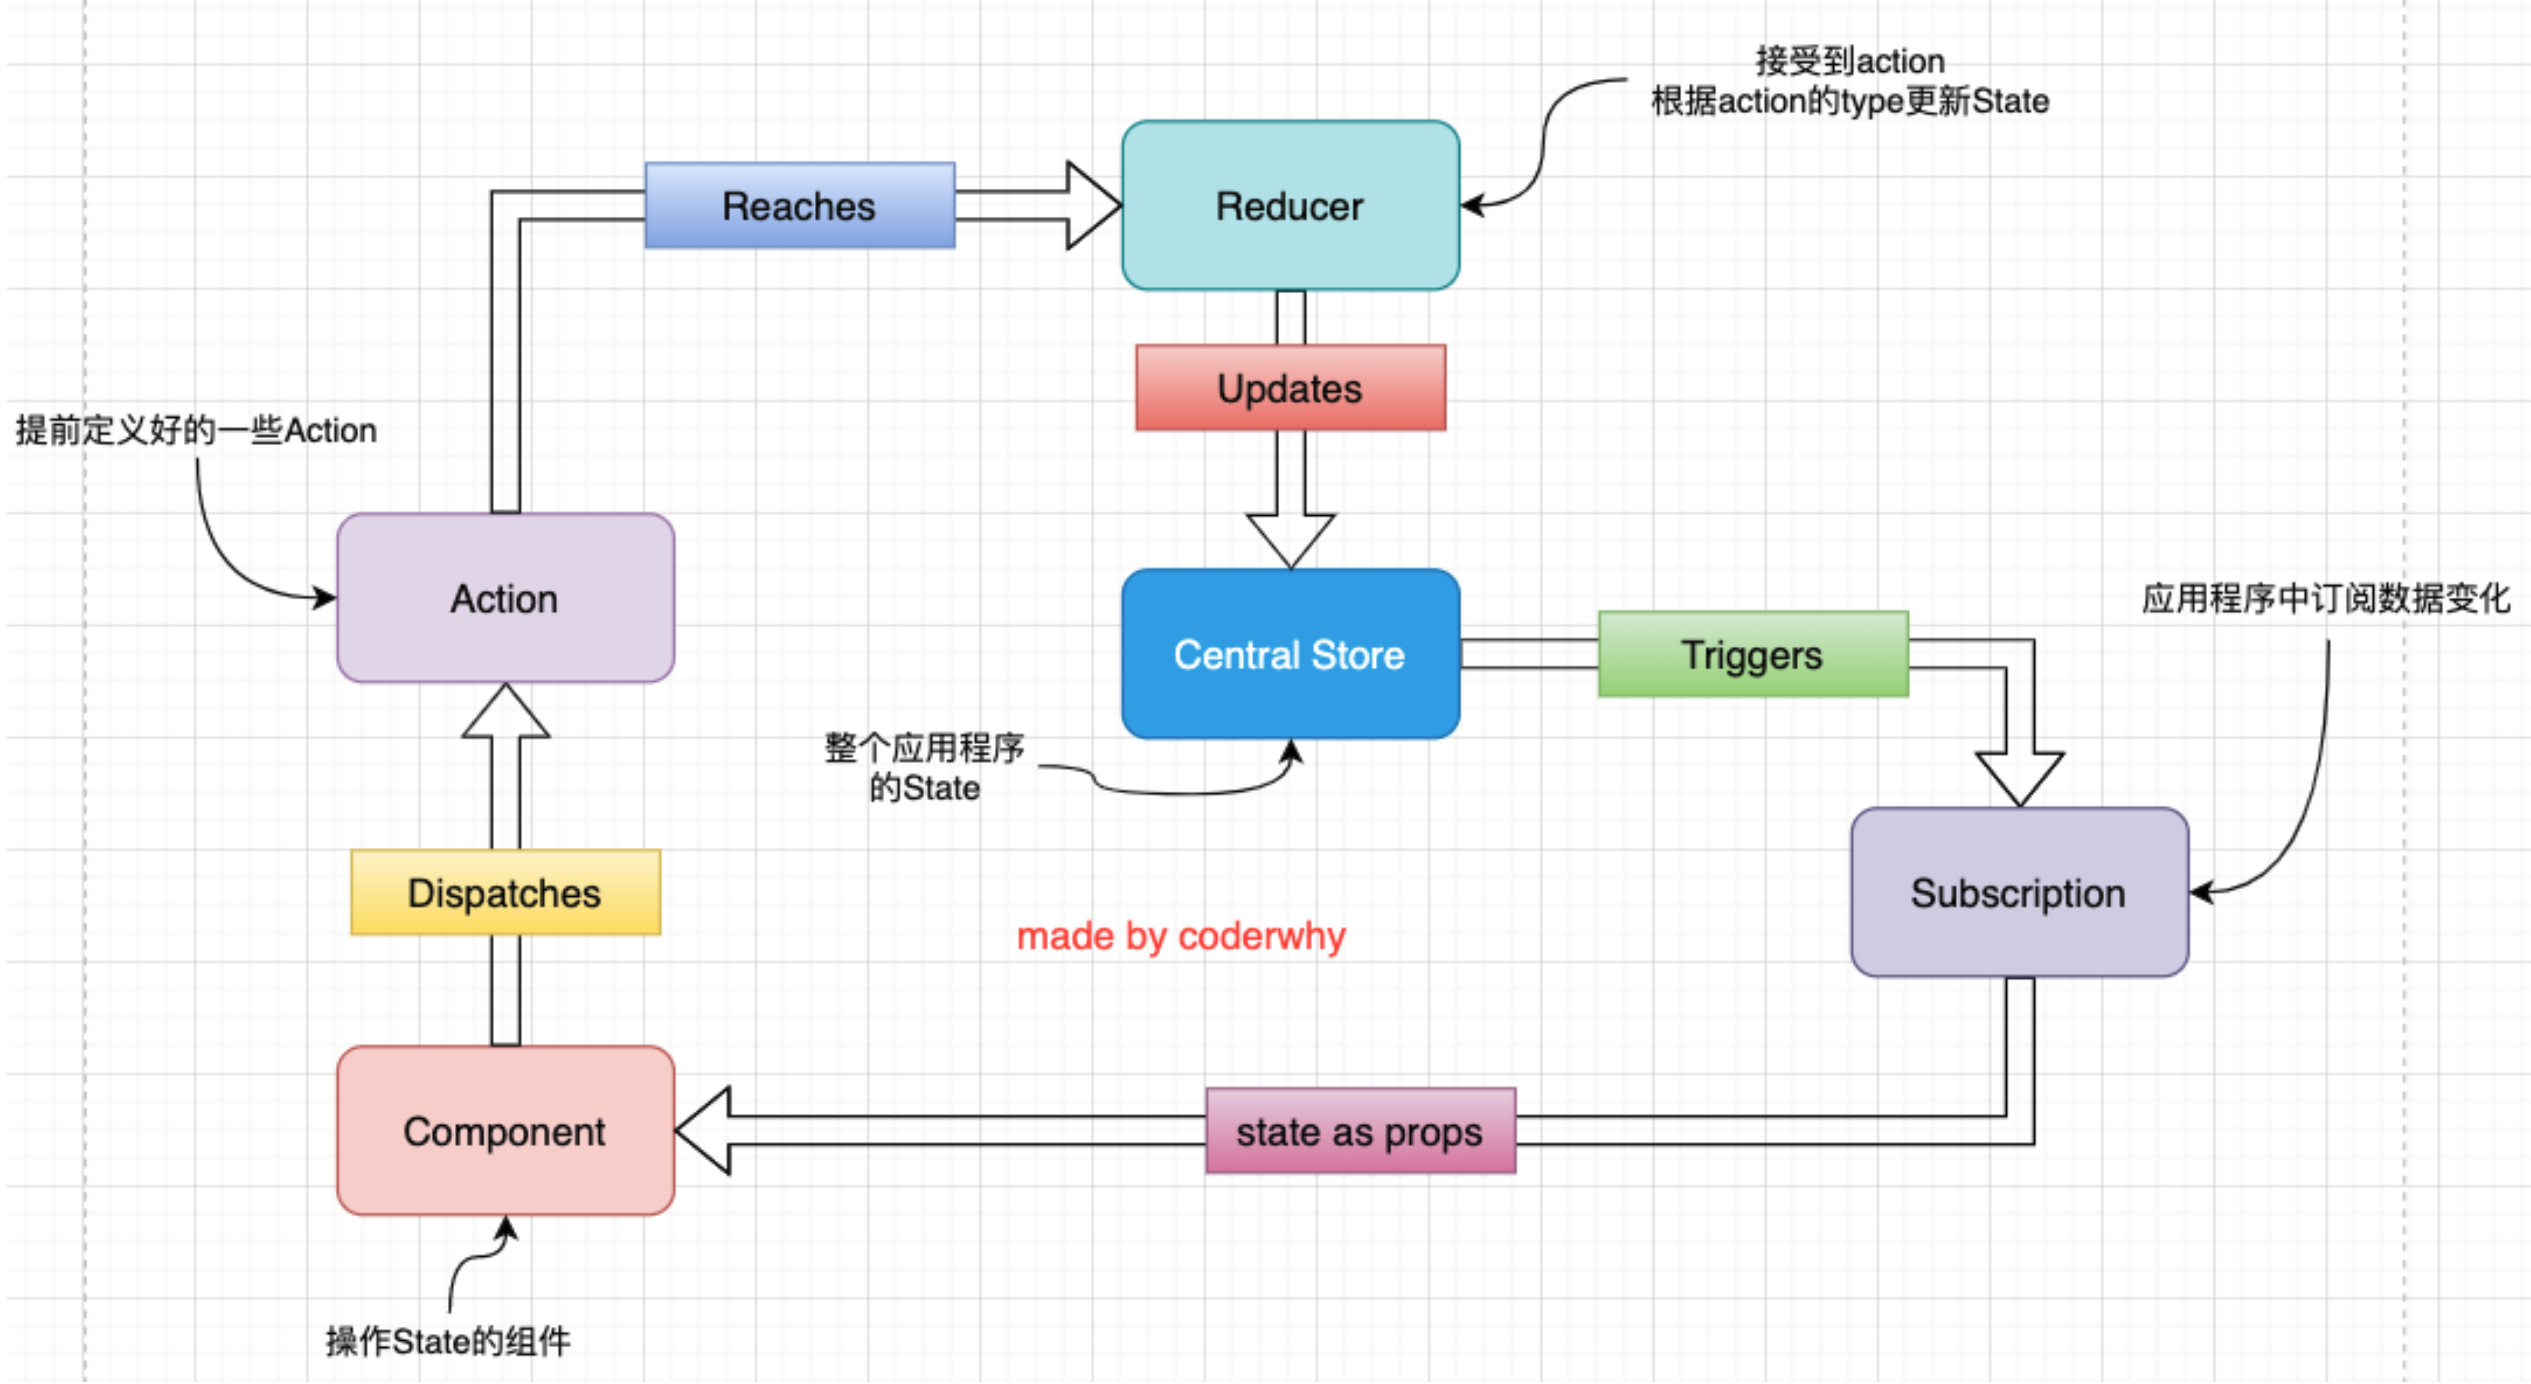 接受到action
根据action的type更新State
Reaches
Reducer
Updates
提前定义好的一些Action
Action
Central Store
Triggers
应用程序中订阅数据变化
整个应用程序
的State
Dispatches
Subscription
made by coderwhy
Component
state as props
操作State的组件